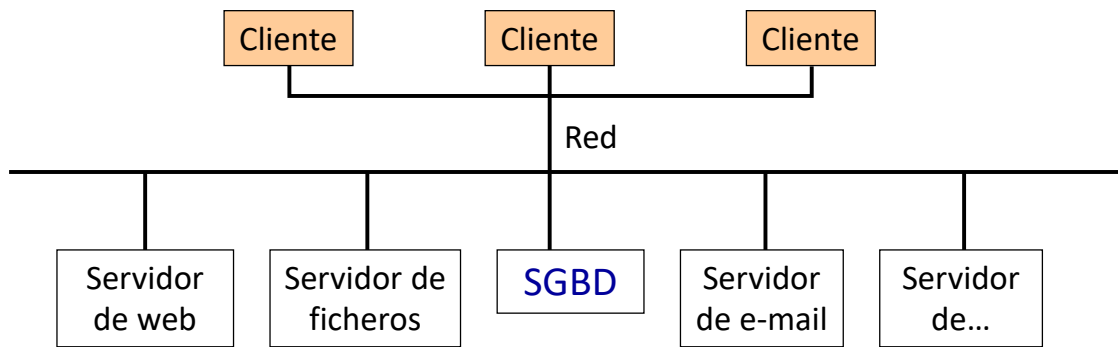 Cliente
Cliente
Cliente
Red
Servidor
de web
Servidor de
ficheros
SGBD
Servidor
de e-mail
Servidor
de…